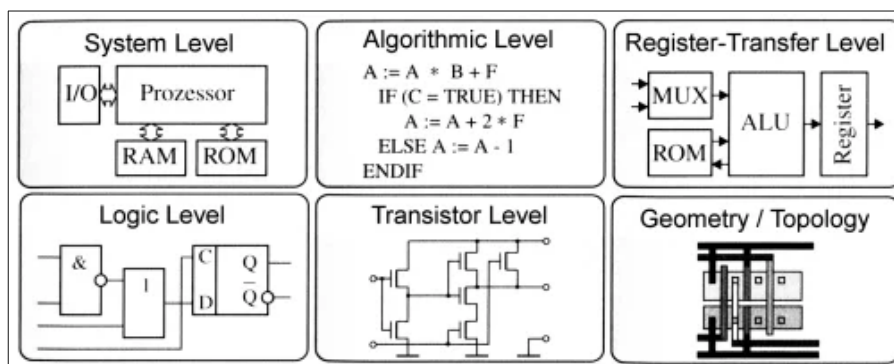 System Level
I/O
Prozessor
RAM
ROM
Algorithmic Level
A := A * B + F
IF (C = TRUE) THEN
A := A + 2 * F
ELSE A := A - 1
ENDIF
Register-Transfer Level
MUX
ROM
ALU
Register
Logic Level
&
1
C
Q
D
Q̅
Transistor Level
Geometry / Topology